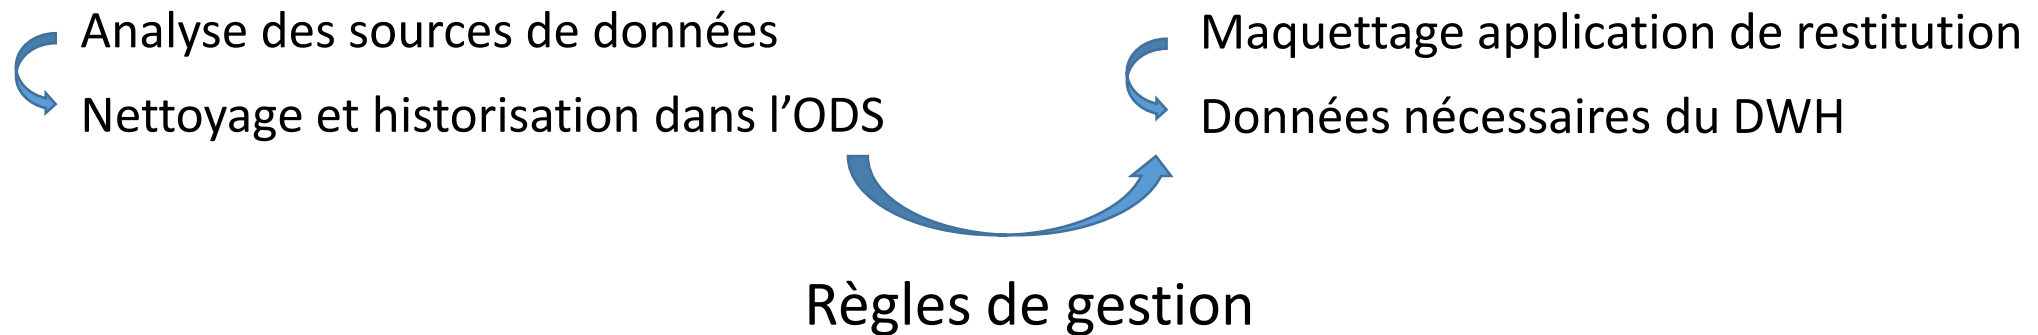 Analyse des sources de données
Nettoyage et historisation dans l’ODS
Maquettage application de restitution
Données nécessaires du DWH
Règles de gestion